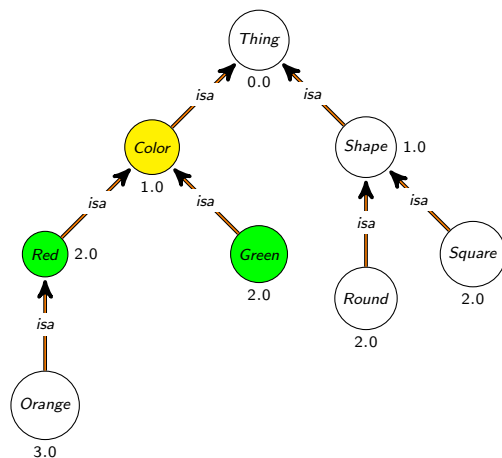 Thing
0.0
isa
isa
Color
1.0
Shape
1.0
isa
isa
isa
isa
Red
2.0
Green
2.0
Square
2.0
Round
2.0
isa
Orange
3.0